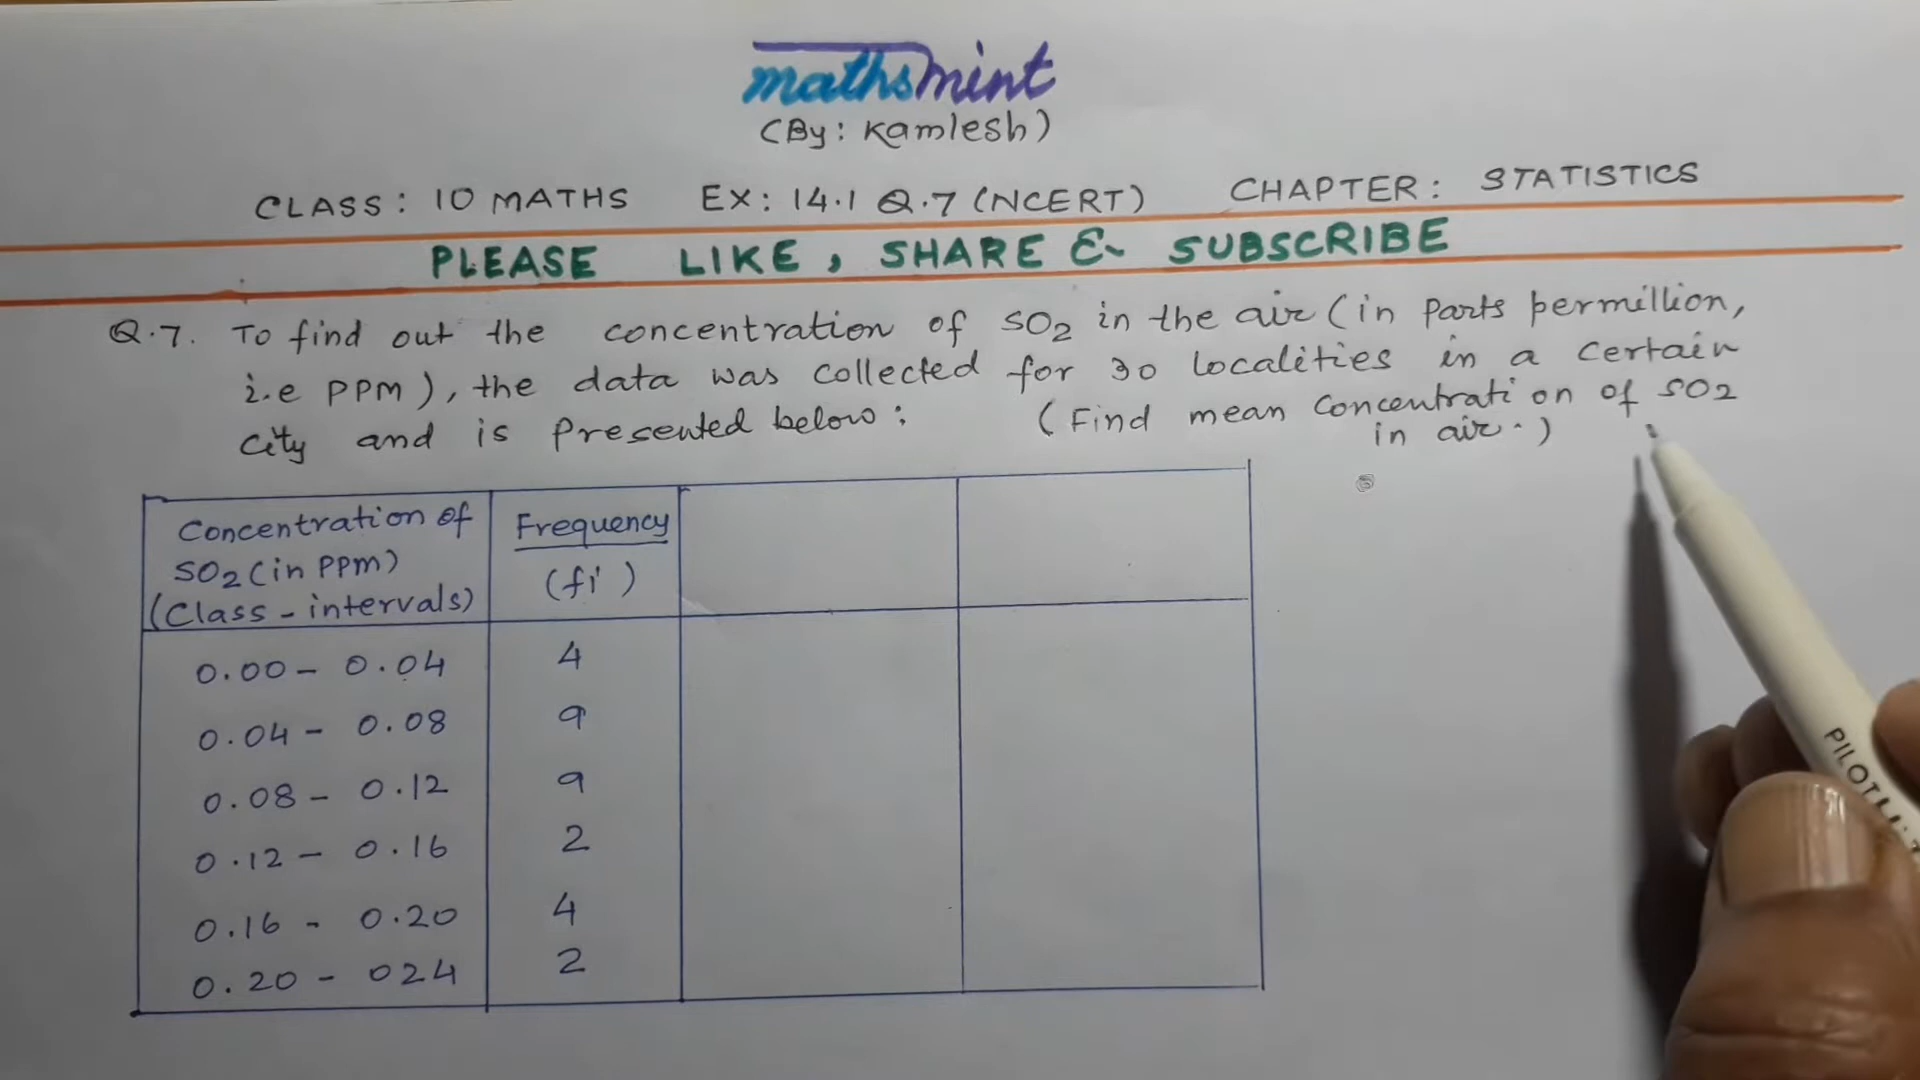 mathsmint
(By: Kamlesh)
CLASS: 10 MATHS EX: 14.1 Q.7 (NCERT) CHAPTER: STATISTICS
PLEASE LIKE, SHARE & SUBSCRIBE
Q.7. To find out the concentration of SO2 in the air (in parts permillion,
i.e PPM), the data was collected for 30 localities in a certain
city and is presented below: (Find mean concentration of SO2
in air.)
Concentration of SO2 (in PPM) (Class-intervals) Frequency (fi)
0.00 - 0.04 4
0.04 - 0.08 9
0.08 - 0.12 9
0.12 - 0.16 2
0.16 - 0.20 4
0.20 - 024 2
PILOT